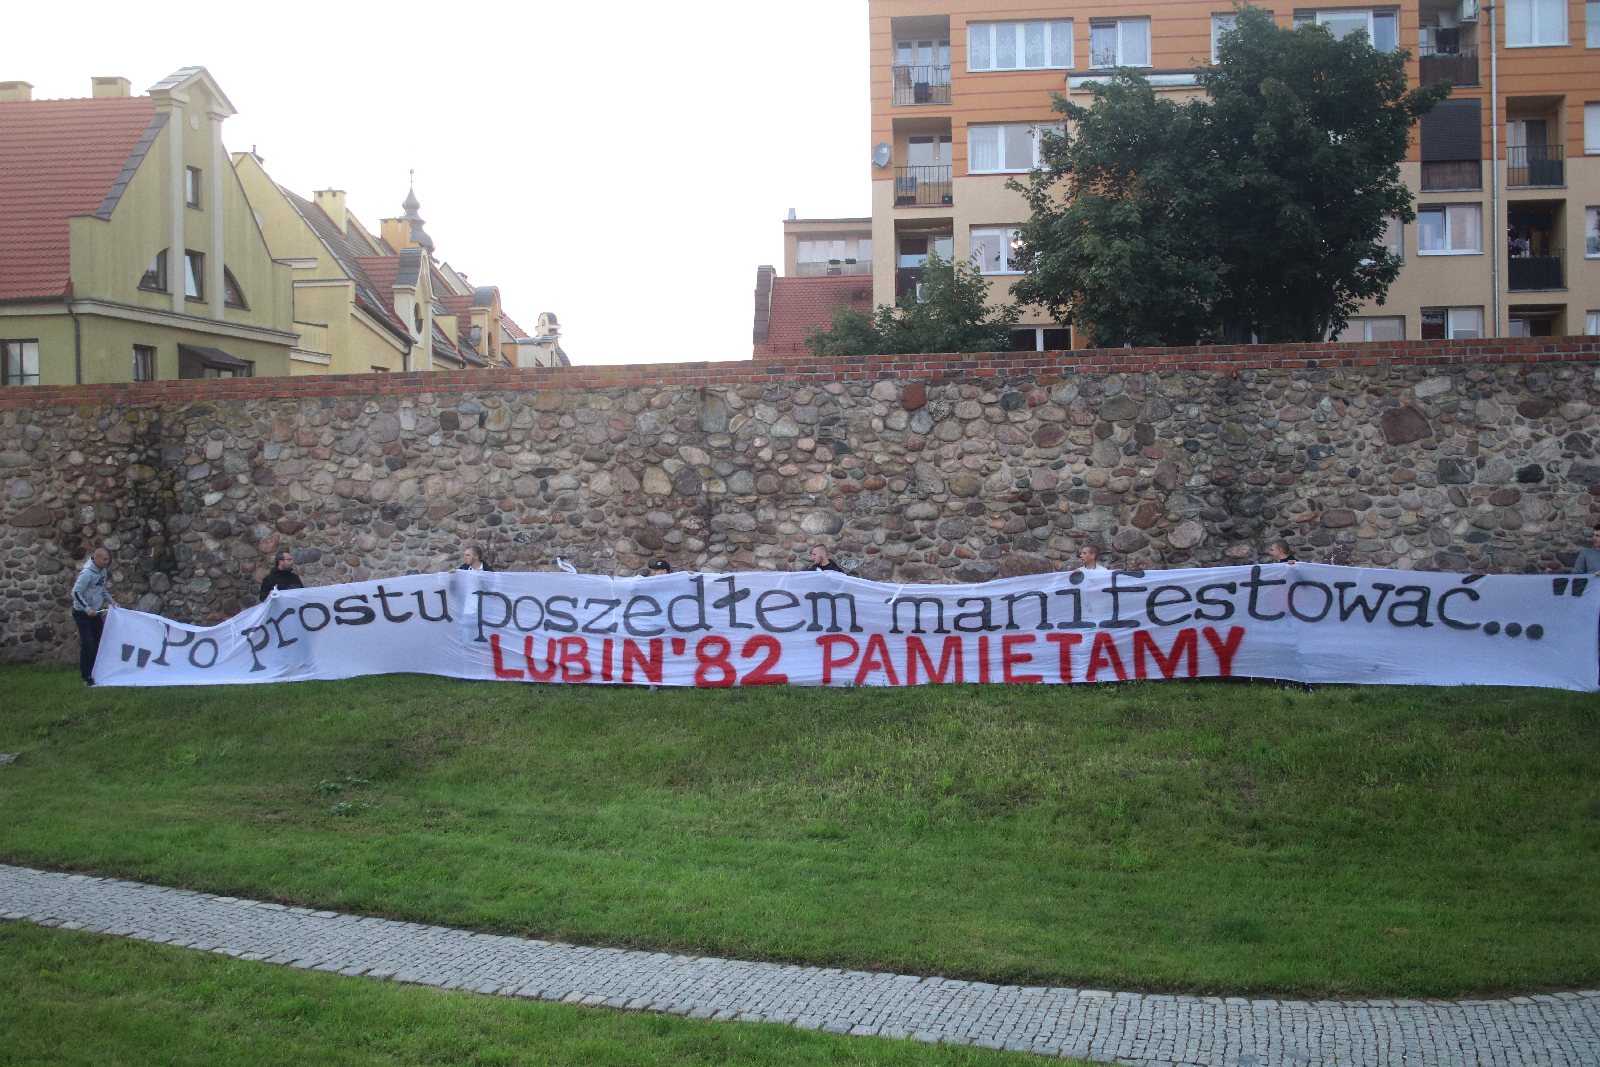 „Po prostu poszedłem manifestować..."
LUBIN'82 PAMIĘTAMY